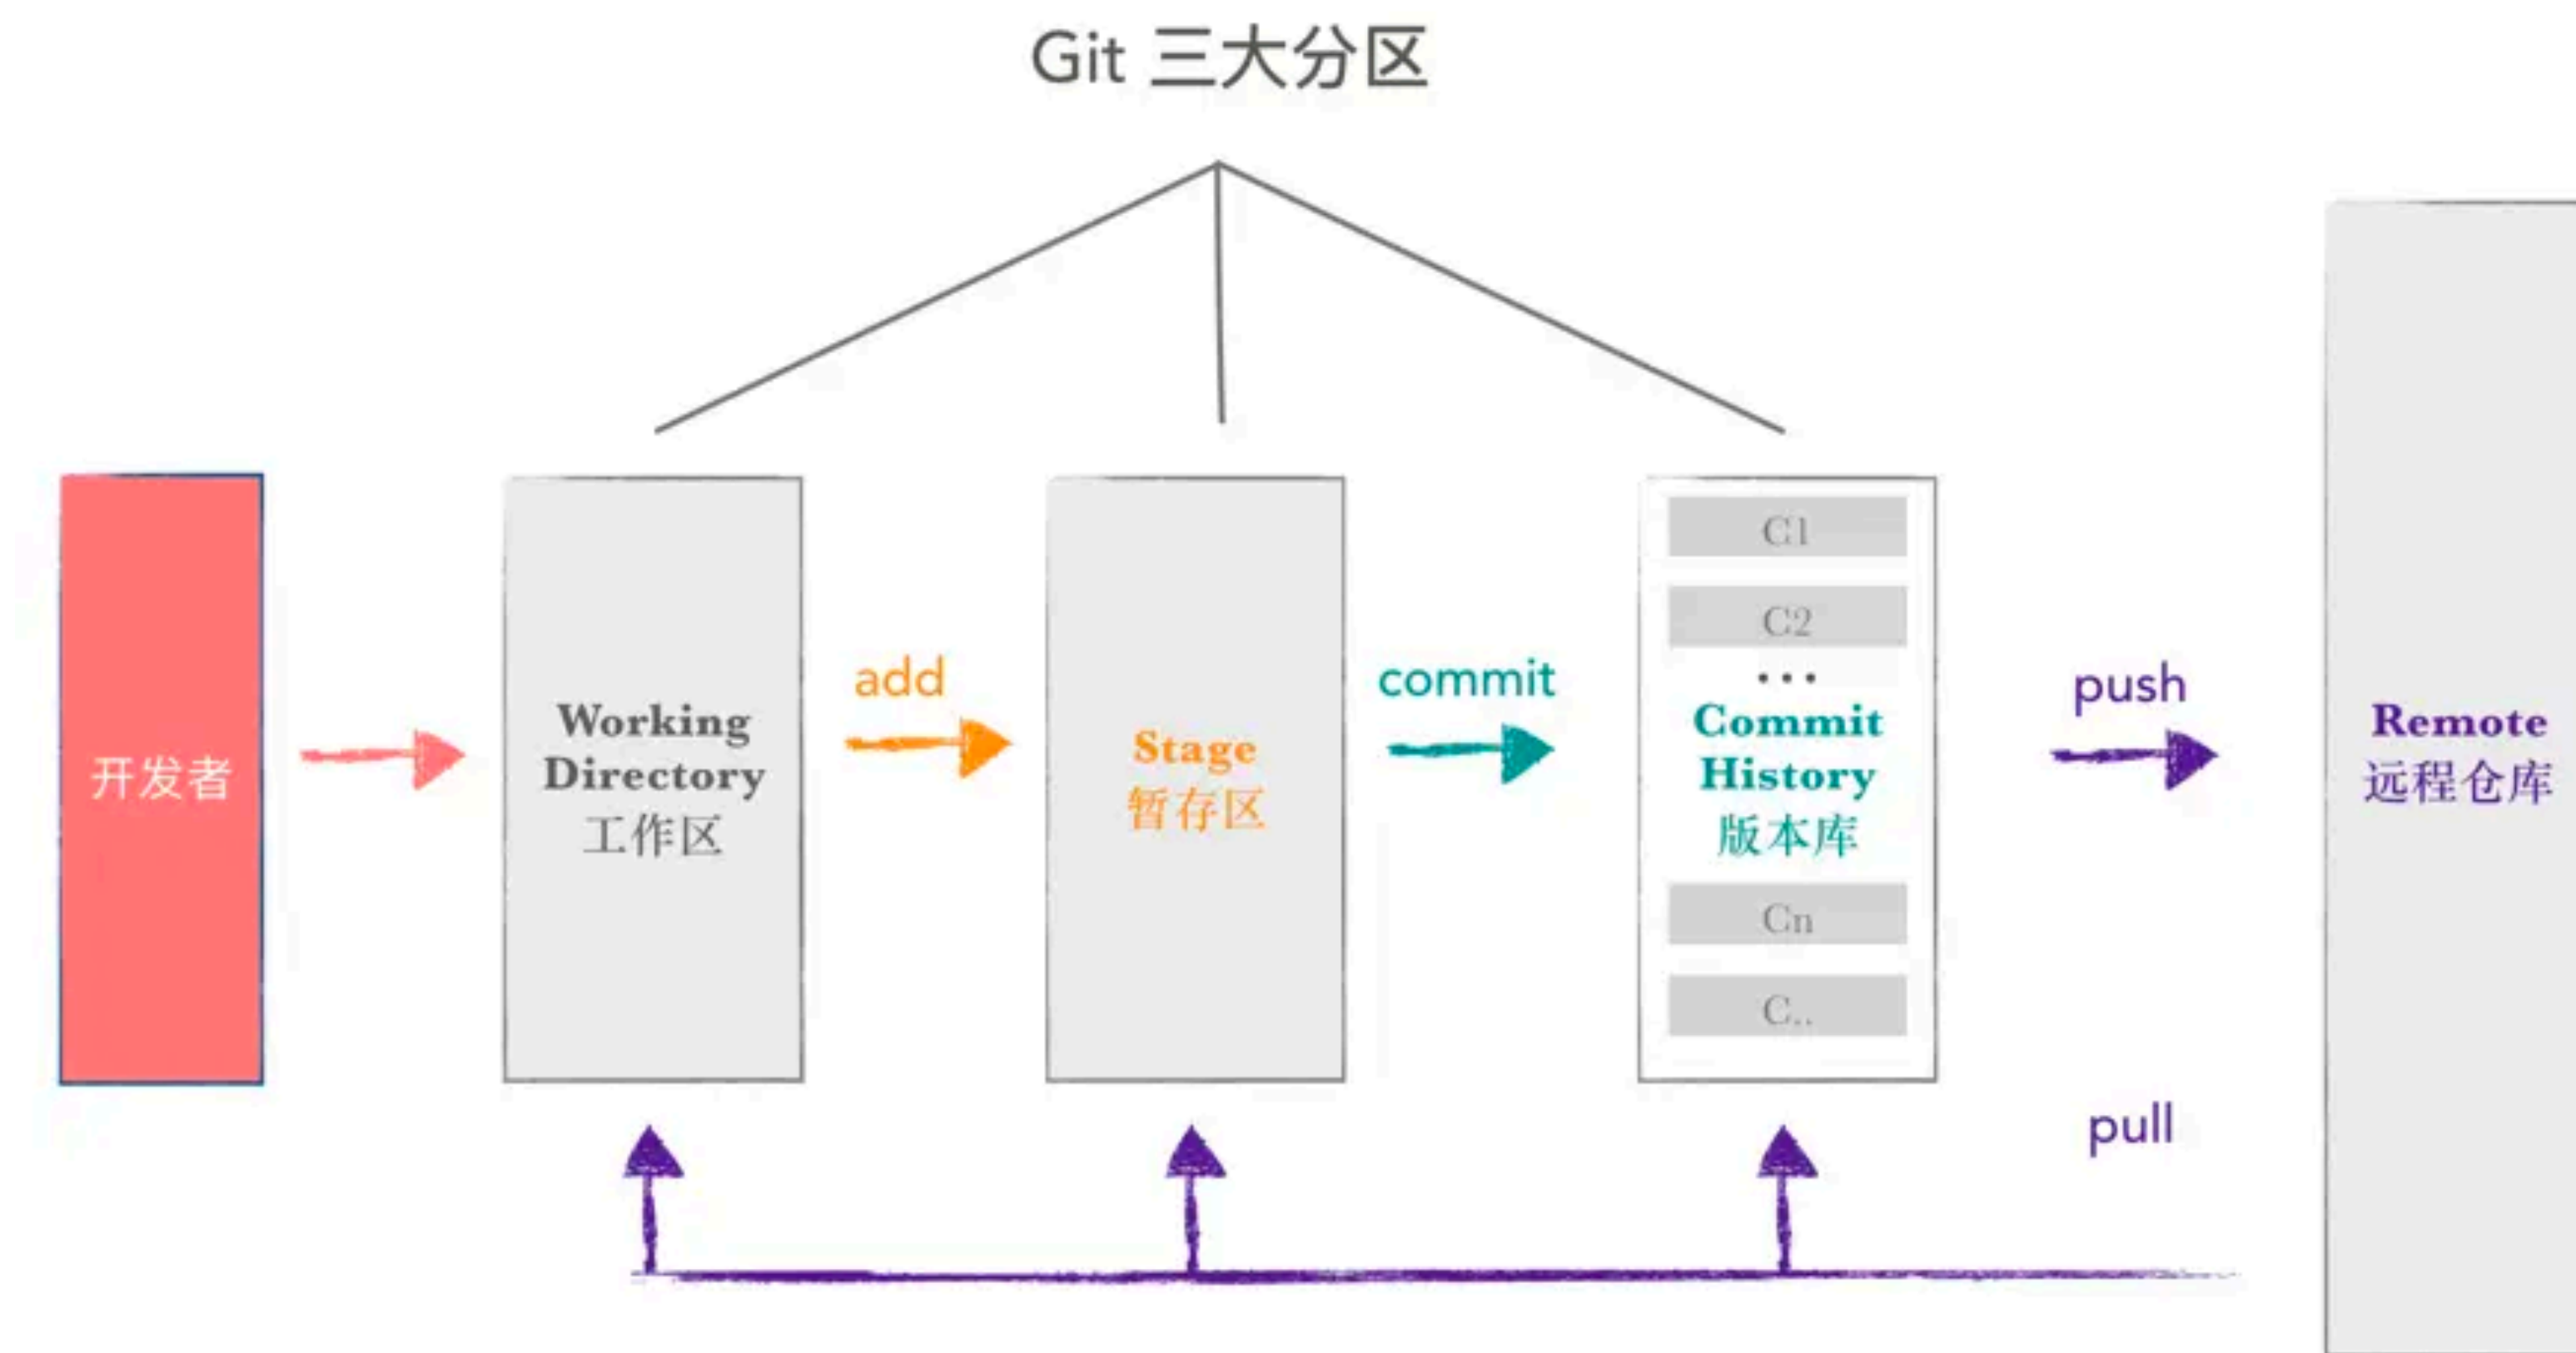 Git 三大分区
开发者
Working
Directory
工作区
add
Stage
暂存区
commit
C1
C2
...
Commit
History
版本库
Cn
C..
push
pull
Remote
远程仓库